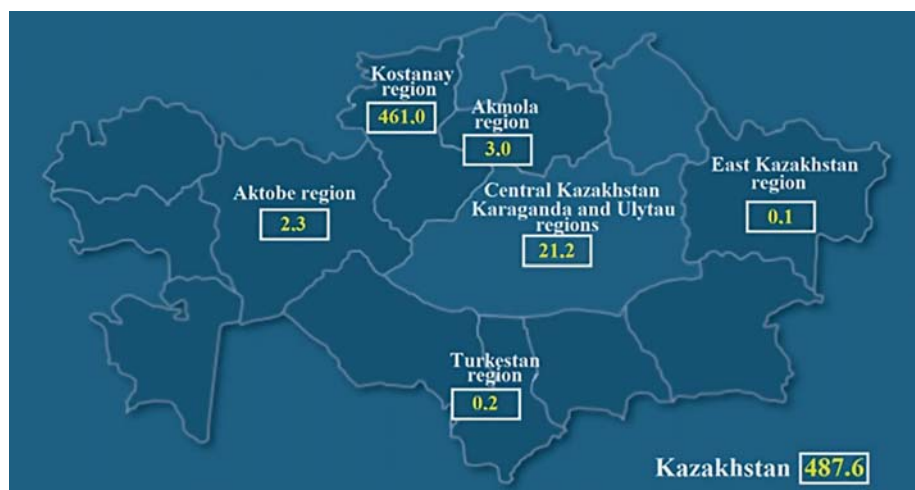 Kostanay
region
461.0
Akmola
region
3.0
East Kazakhstan
region
0.1
Aktobe region
2.3
Central Kazakhstan
Karaganda and Ulytau
regions
21.2
Turkestan
region
0.2
Kazakhstan 487.6